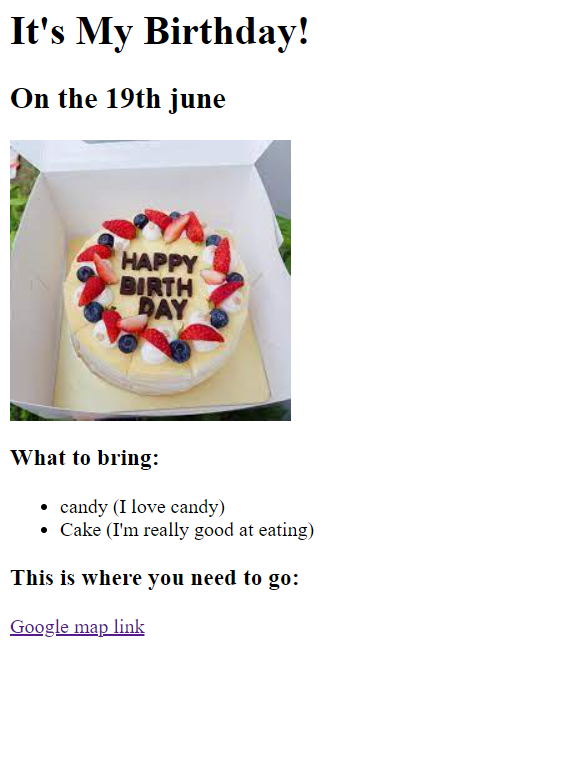 It's My Birthday!
On the 19th june
HAPPY
BIRTH
DAY
What to bring:
candy (I love candy)
Cake (I'm really good at eating)
This is where you need to go:
Google map link